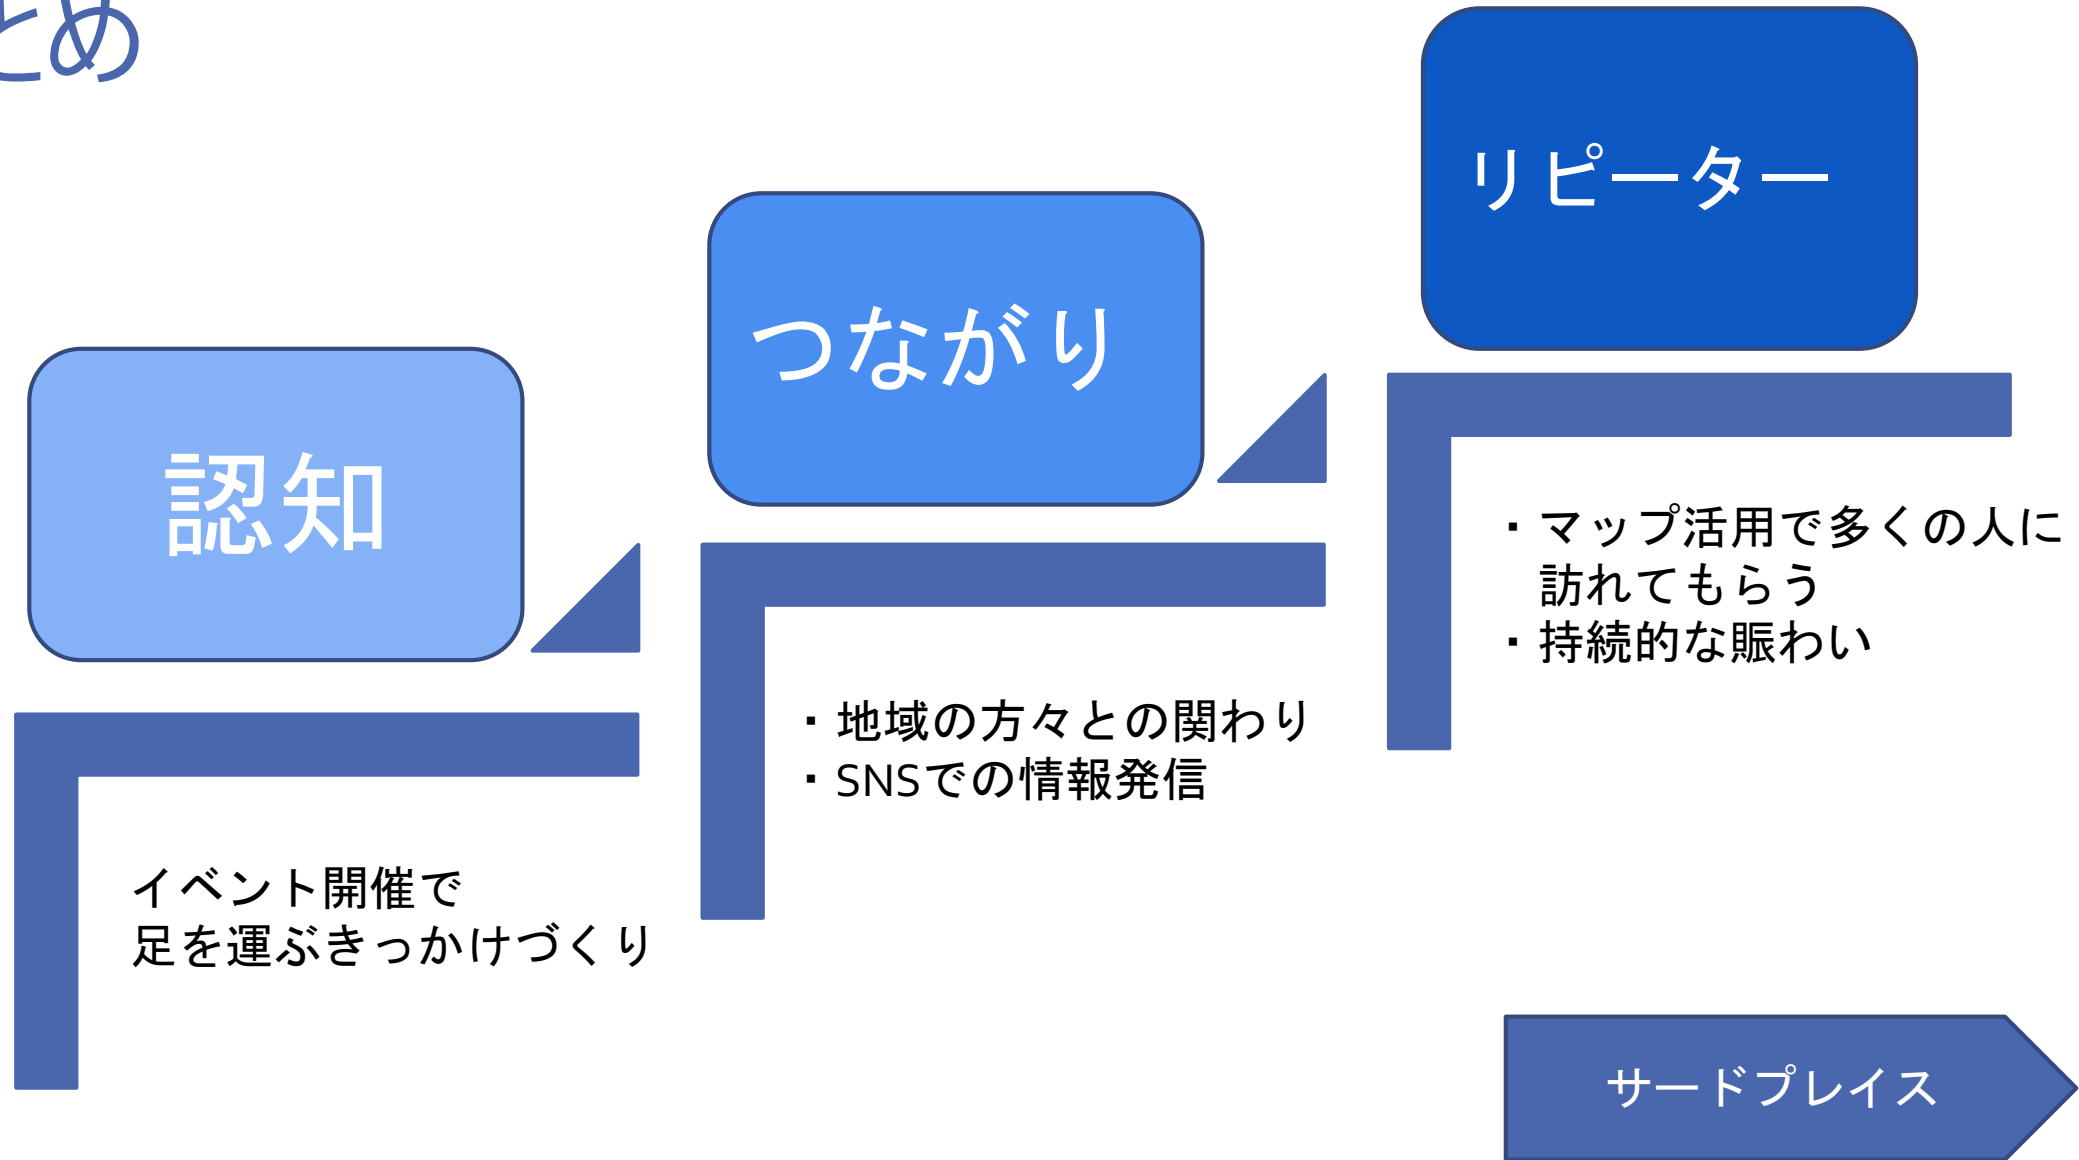 とめ
認知
イベント開催で
足を運ぶきっかけづくり
つながり
・地域の方々との関わり
・SNSでの情報発信
リピーター
・マップ活用で多くの人に
訪れてもらう
・持続的な賑わい
サードプレイス